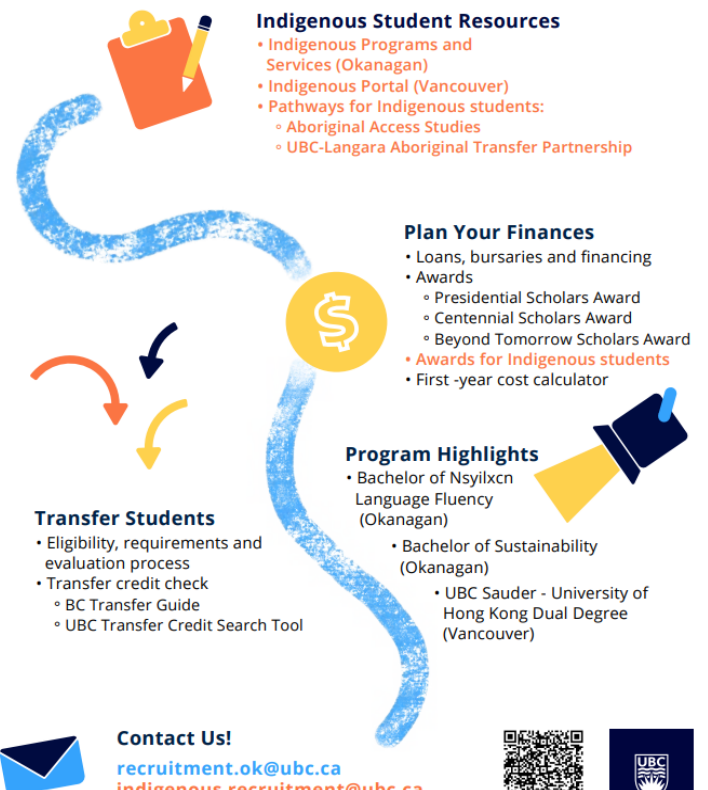 Indigenous Student Resources
• Indigenous Programs and
Services (Okanagan)
• Indigenous Portal (Vancouver)
• Pathways for Indigenous students:
◦ Aboriginal Access Studies
◦ UBC-Langara Aboriginal Transfer Partnership
$
Plan Your Finances
• Loans, bursaries and financing
• Awards
◦ Presidential Scholars Award
◦ Centennial Scholars Award
◦ Beyond Tomorrow Scholars Award
• Awards for Indigenous students
• First -year cost calculator
Program Highlights
• Bachelor of Nsyilxcn
Language Fluency
(Okanagan)
• Bachelor of Sustainability
(Okanagan)
• UBC Sauder - University of
Hong Kong Dual Degree
(Vancouver)
Transfer Students
• Eligibility, requirements and
evaluation process
• Transfer credit check
◦ BC Transfer Guide
◦ UBC Transfer Credit Search Tool
Contact Us!
recruitment.ok@ubc.ca
indigenous.recruitment@ubc.ca
UBC